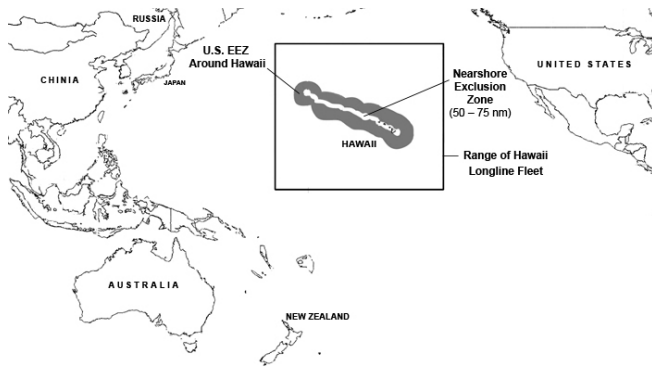 RUSSIA
U.S. EEZ
Around Hawaii
CHINIA
JAPAN
UNITED STATES
Nearshore
Exclusion
Zone
(50 – 75 nm)
HAWAII
Range of Hawaii
Longline Fleet
AUSTRALIA
NEW ZEALAND